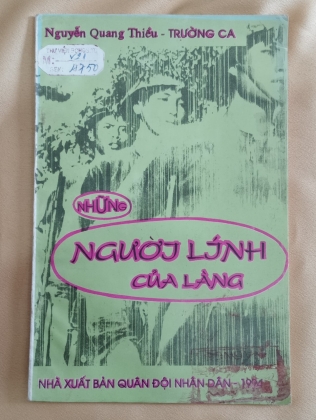 Nguyễn Quang Thiều - TRƯỜNG CA
NHỮNG
NGƯỜI LÍNH
CỦA LÀNG
NHÀ XUẤT BẢN QUÂN ĐỘI NHÂN DÂN -